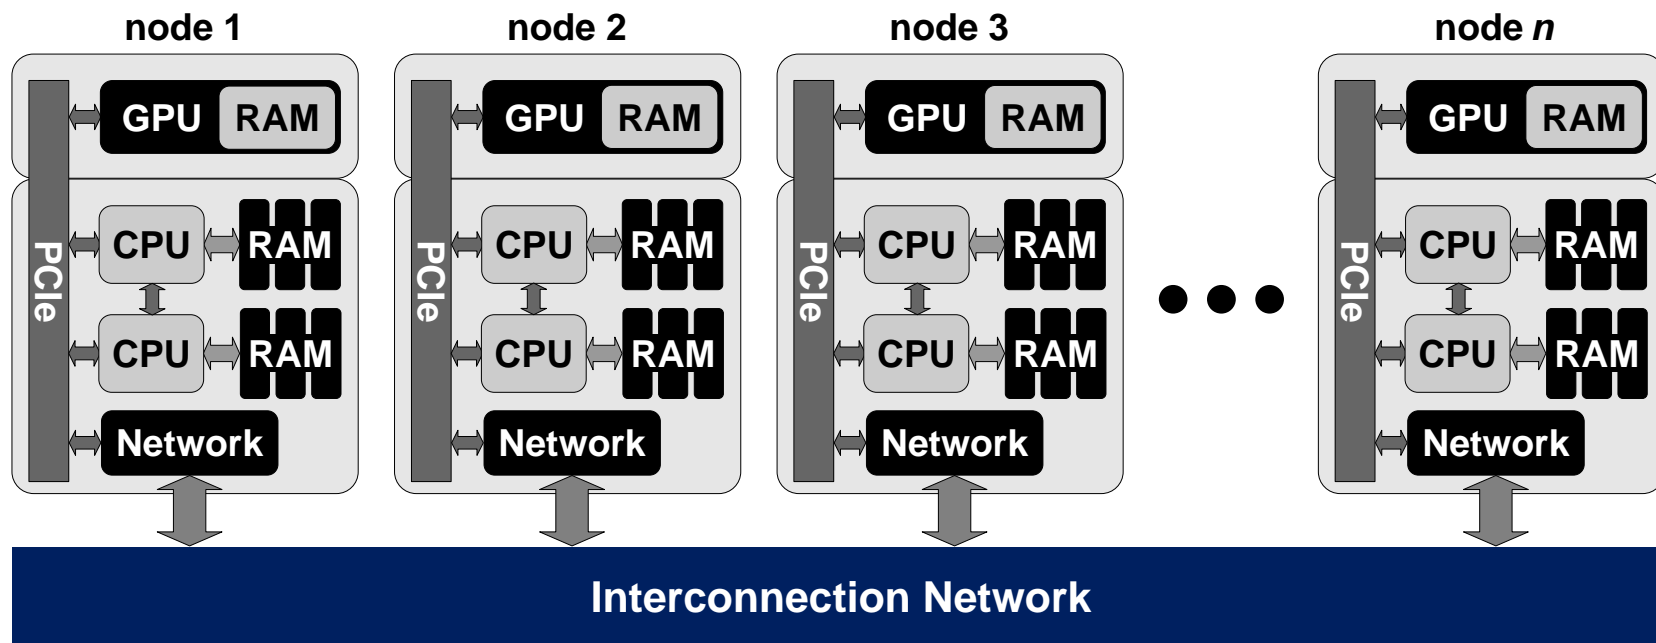 node 1
node 2
node 3
node n
GPU RAM
GPU RAM
GPU RAM
GPU RAM
PCIe
CPU RAM
PCIe
CPU RAM
PCIe
CPU RAM
PCIe
CPU RAM
CPU RAM
CPU RAM
CPU RAM
CPU RAM
Network
Network
Network
Network
Interconnection Network